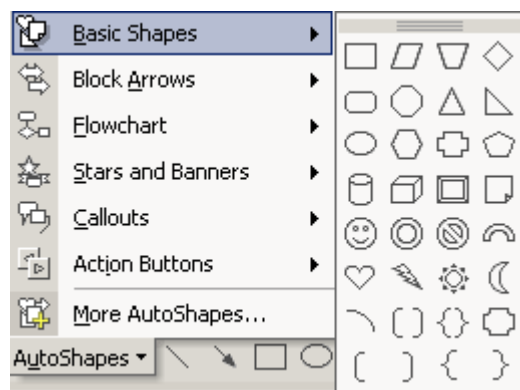 Basic Shapes
Block Arrows
Flowchart
Stars and Banners
Callouts
Action Buttons
More AutoShapes...
AutoShapes